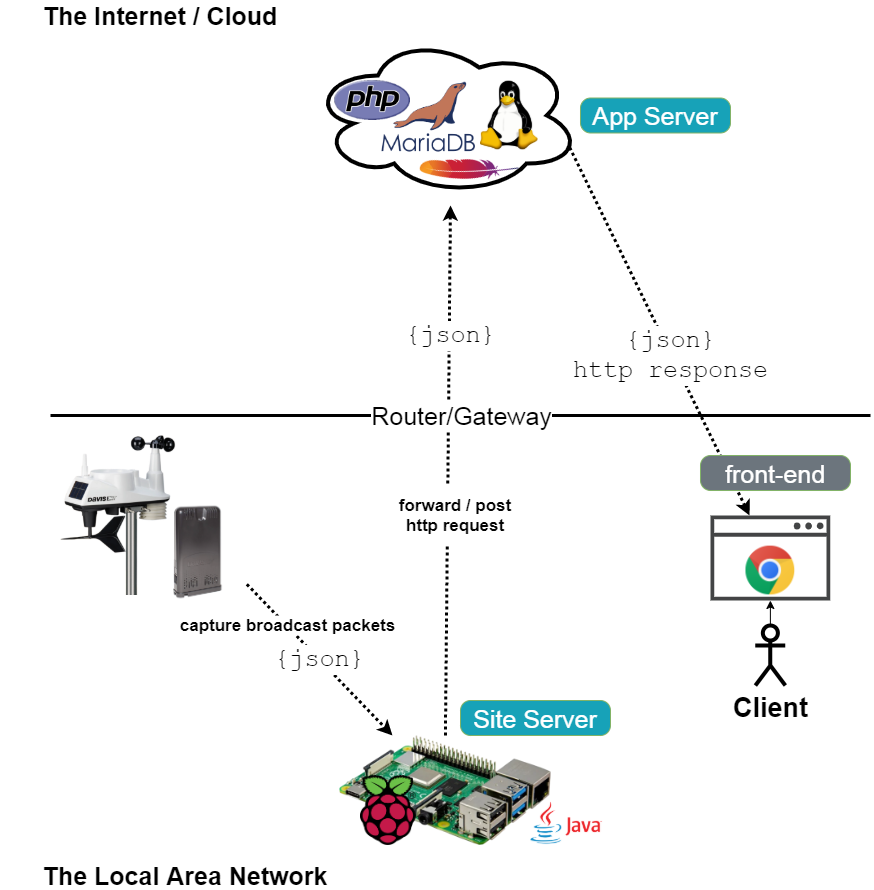 The Internet / Cloud
php
MariaDB
App Server
{json}
{json}
http response
Router/Gateway
DAVIS
front-end
forward / post
http request
capture broadcast packets
{json}
Client
Site Server
Java
The Local Area Network